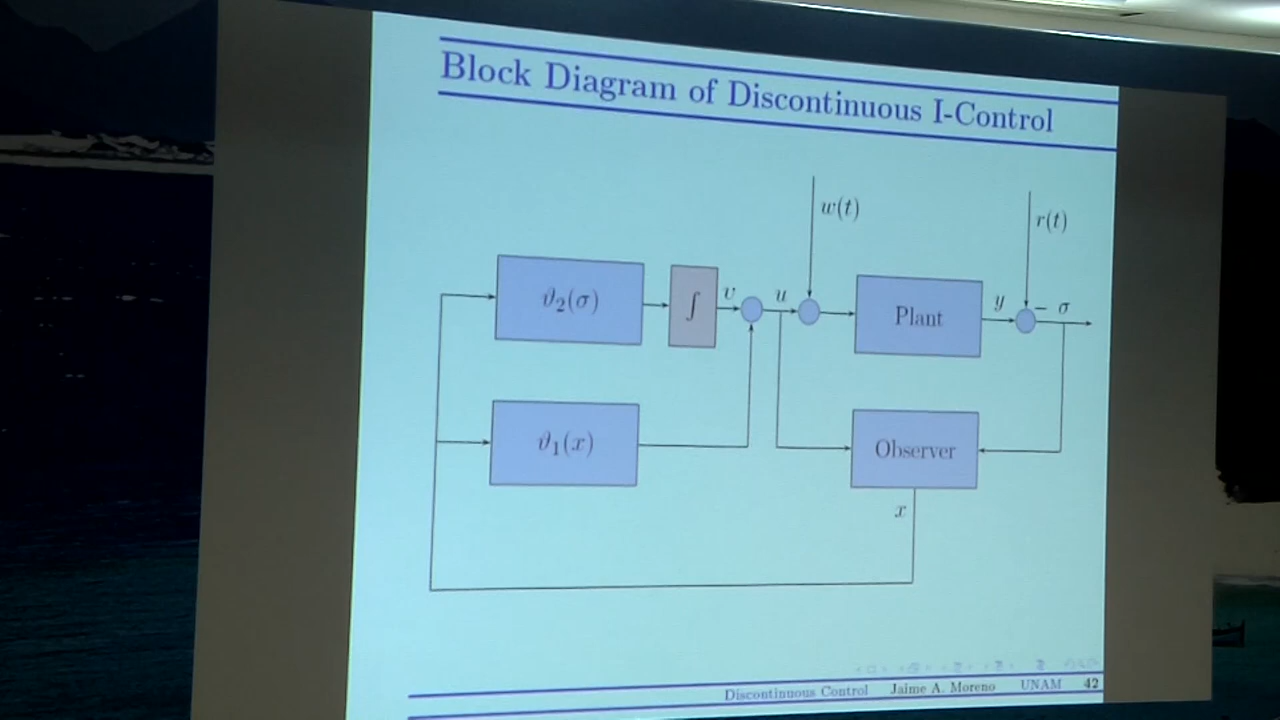 Block Diagram of Discontinuous I-Control
w(t)
r(t)
ϑ₂(σ)
∫
υ
u
Plant
y
− σ
ϑ₁(x)
Observer
x
Discontinuous Control Jaime A. Moreno UNAM 42